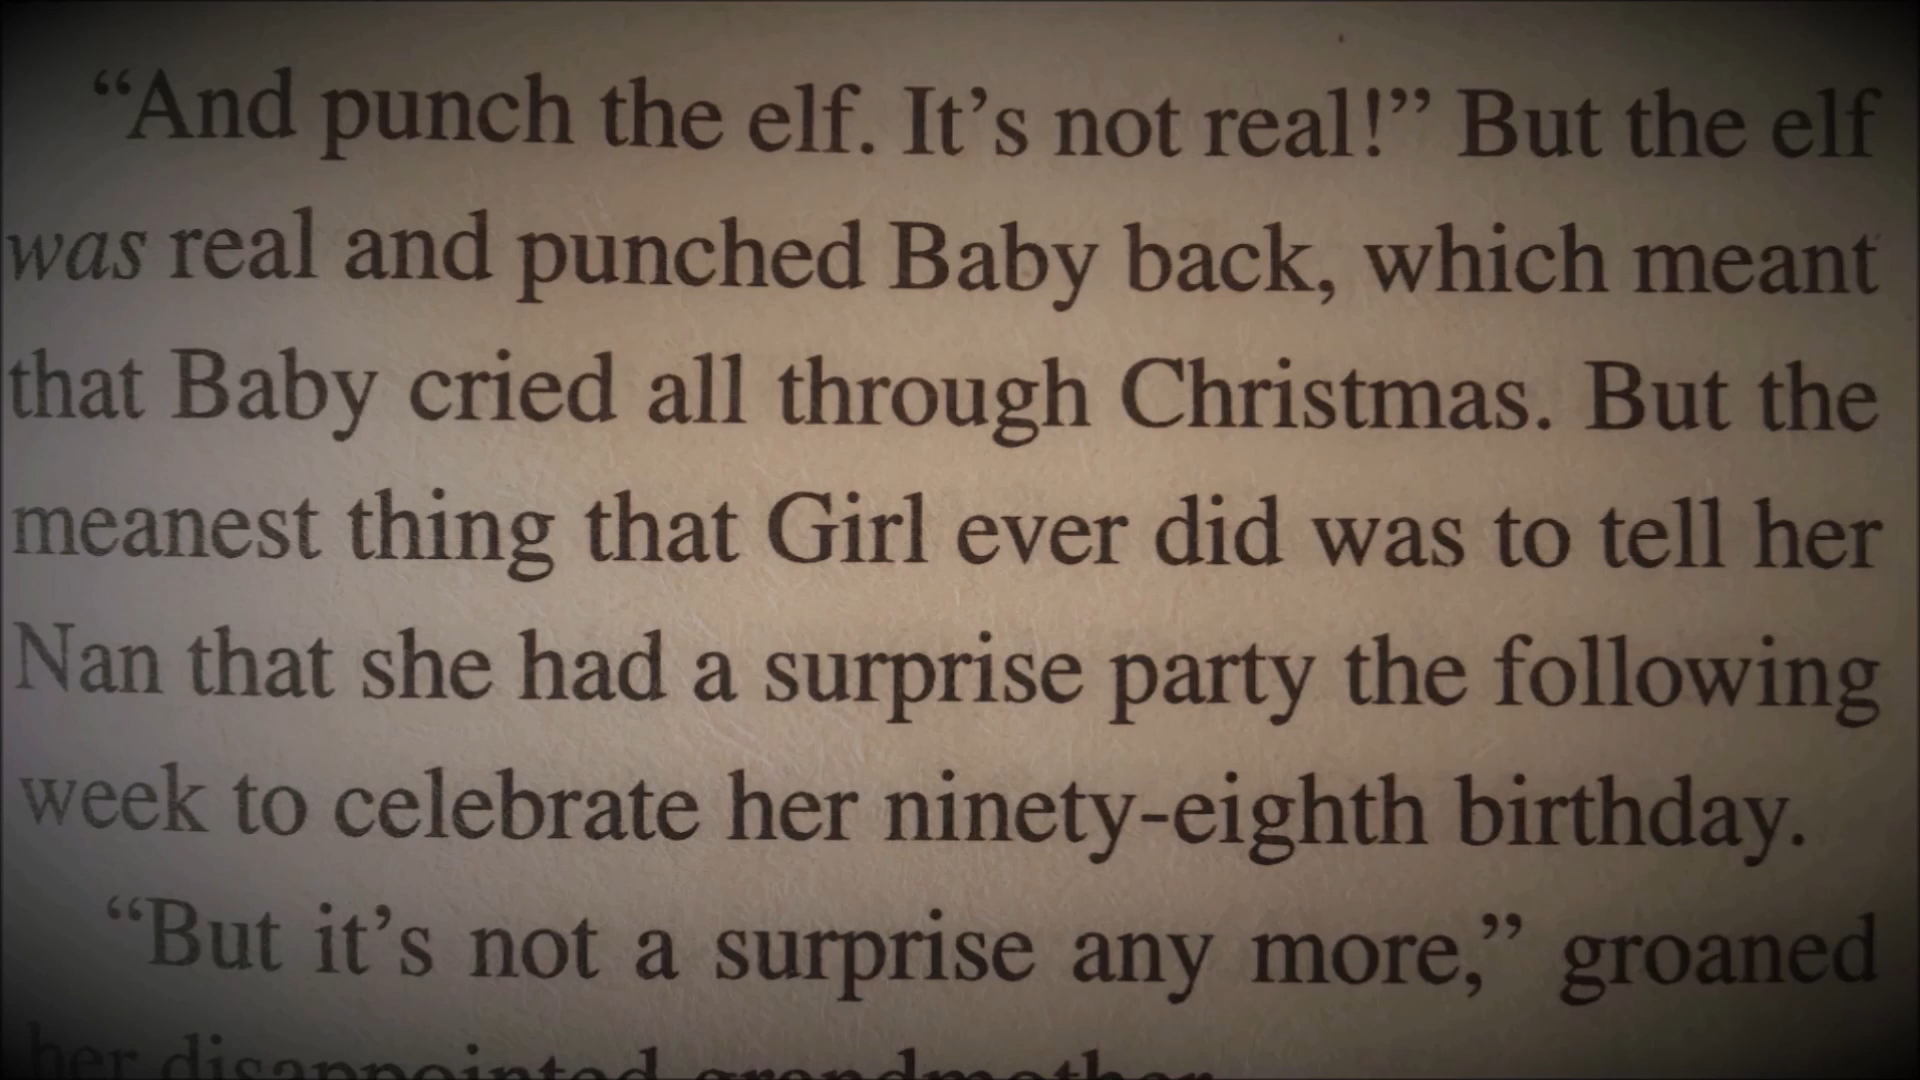 “And punch the elf. It’s not real!” But the elf
was real and punched Baby back, which meant
that Baby cried all through Christmas. But the
meanest thing that Girl ever did was to tell her
Nan that she had a surprise party the following
week to celebrate her ninety-eighth birthday.
“But it’s not a surprise any more,” groaned
her disappointed grandmother.